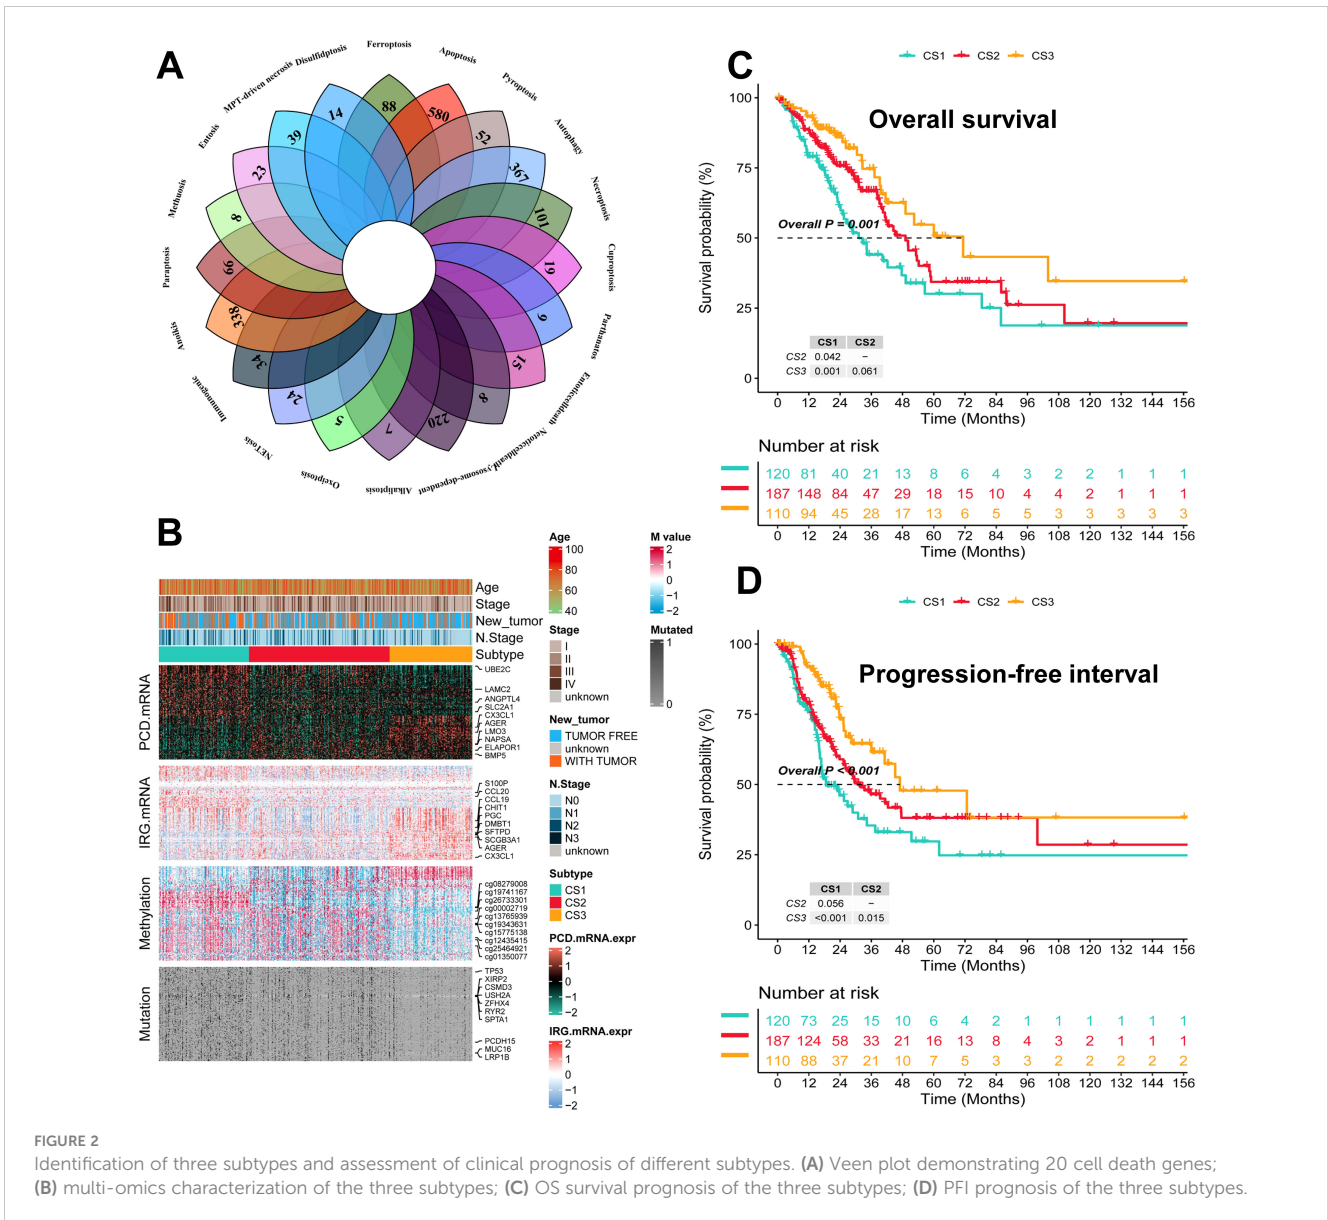 A
Ferroptosis
Apoptosis
Pyroptosis
Autophagy
Necroptosis
Cuproptosis
Parthanatos
Entoticcelldeath
Netoticcelldeath
Lysosome-dependent
Alkaliptosis
Oxeiptosis
NETosis
Immunogenic
Anoikis
Paraptosis
Methuosis
Entosis
MPT-driven necrosis
Disulfidptosis
88
580
52
367
101
19
9
15
8
220
7
5
24
34
338
66
8
23
39
14
B
Age
Stage
New_tumor
N.Stage
Subtype
PCD.mRNA
UBE2C
LAMC2
ANGPTL4
SLC2A1
CX3CL1
AGER
LMO3
NAPSA
ELAPOR1
BMP5
IRG.mRNA
S100P
CCL20
CCL19
CHIT1
PGC
DMBT1
SFTPD
SCGB3A1
AGER
CX3CL1
Methylation
cg08279008
cg19741167
cg26733301
cg00002719
cg13765939
cg19343631
cg15775138
cg12435415
cg25464921
cg01350077
Mutation
TP53
XIRP2
CSMD3
USH2A
ZFHX4
RYR2
SPTA1
PCDH15
MUC16
LRP1B
Age
100
80
60
40
Stage
I
II
III
IV
unknown
New_tumor
TUMOR FREE
unknown
WITH TUMOR
N.Stage
N0
N1
N2
N3
unknown
Subtype
CS1
CS2
CS3
PCD.mRNA.expr
2
1
0
−1
−2
IRG.mRNA.expr
2
1
0
−1
−2
M value
2
1
0
−1
−2
Mutated
1
0
C
CS1 CS2 CS3
Overall survival
Survival probability (%)
100
75
50
25
0
Overall P = 0.001
CS1 CS2
CS2 0.042 –
CS3 0.001 0.061
0 12 24 36 48 60 72 84 96 108 120 132 144 156
Time (Months)
Number at risk
120 81 40 21 13 8 6 4 3 2 2 1 1 1
187 148 84 47 29 18 15 10 4 4 2 1 1 1
110 94 45 28 17 13 6 5 5 3 3 3 3 3
0 12 24 36 48 60 72 84 96 108 120 132 144 156
Time (Months)
D
CS1 CS2 CS3
Progression-free interval
Survival probability (%)
100
75
50
25
0
Overall P < 0.001
CS1 CS2
CS2 0.056 –
CS3 <0.001 0.015
0 12 24 36 48 60 72 84 96 108 120 132 144 156
Time (Months)
Number at risk
120 73 25 15 10 6 4 2 1 1 1 1 1 1
187 124 58 33 21 16 13 8 4 3 2 1 1 1
110 88 37 21 10 7 5 3 3 2 2 2 2 2
0 12 24 36 48 60 72 84 96 108 120 132 144 156
Time (Months)
FIGURE 2
Identification of three subtypes and assessment of clinical prognosis of different subtypes. (A) Veen plot demonstrating 20 cell death genes;
(B) multi-omics characterization of the three subtypes; (C) OS survival prognosis of the three subtypes; (D) PFI prognosis of the three subtypes.